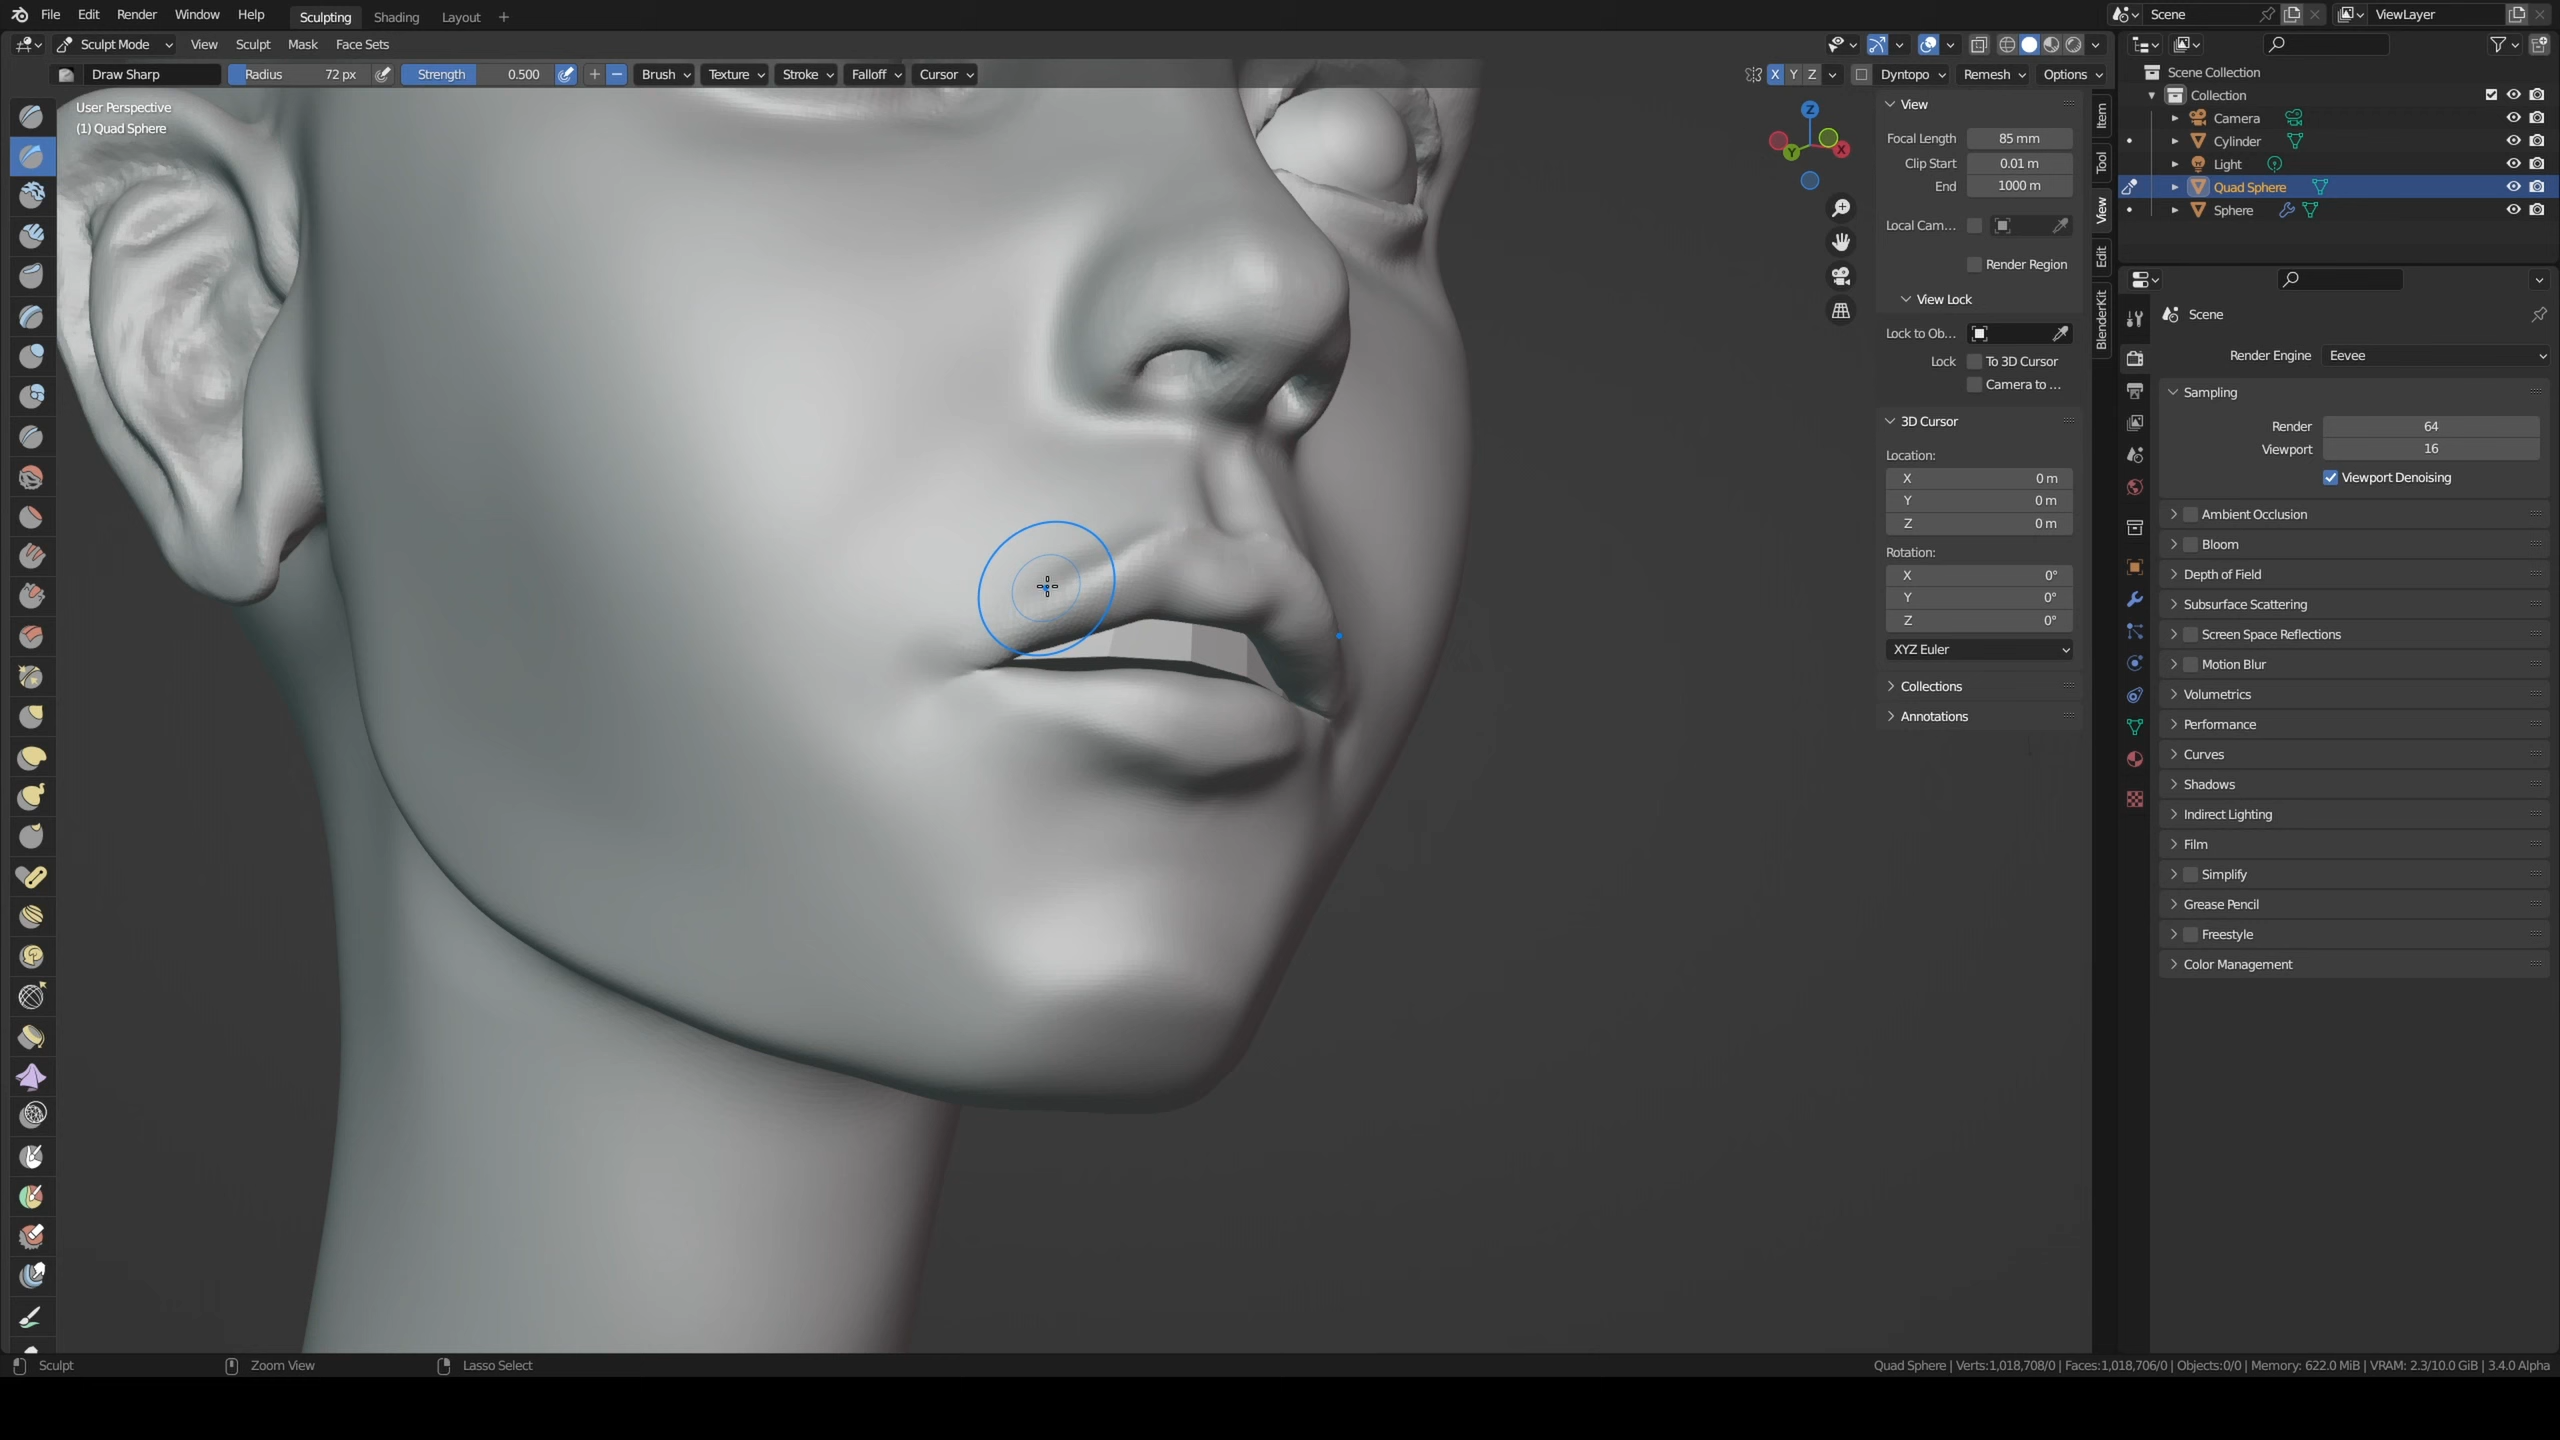 File Edit Render Window Help Sculpting Shading Layout + Scene ViewLayer
Sculpt Mode View Sculpt Mask Face Sets
Draw Sharp Radius 72 px Strength 0.500 Brush Texture Stroke Falloff Cursor X Y Z Dyntopo Remesh Options
User Perspective
(1) Quad Sphere
Z
Y
X
View
Focal Length 85 mm
Clip Start 0.01 m
End 1000 m
Local Cam...
Render Region
View Lock
Lock to Ob...
Lock To 3D Cursor
Camera to ...
3D Cursor
Location:
X 0 m
Y 0 m
Z 0 m
Rotation:
X 0°
Y 0°
Z 0°
XYZ Euler
Collections
Annotations
Item
Tool
View
Edit
BlenderKit
Scene Collection
Collection
Camera
Cylinder
Light
Quad Sphere
Sphere
Scene
Render Engine Eevee
Sampling
Render 64
Viewport 16
Viewport Denoising
Ambient Occlusion
Bloom
Depth of Field
Subsurface Scattering
Screen Space Reflections
Motion Blur
Volumetrics
Performance
Curves
Shadows
Indirect Lighting
Film
Simplify
Grease Pencil
Freestyle
Color Management
Sculpt Zoom View Lasso Select Quad Sphere | Verts:1,018,708/0 | Faces:1,018,706/0 | Objects:0/0 | Memory: 622.0 MiB | VRAM: 2.3/10.0 GiB | 3.4.0 Alpha